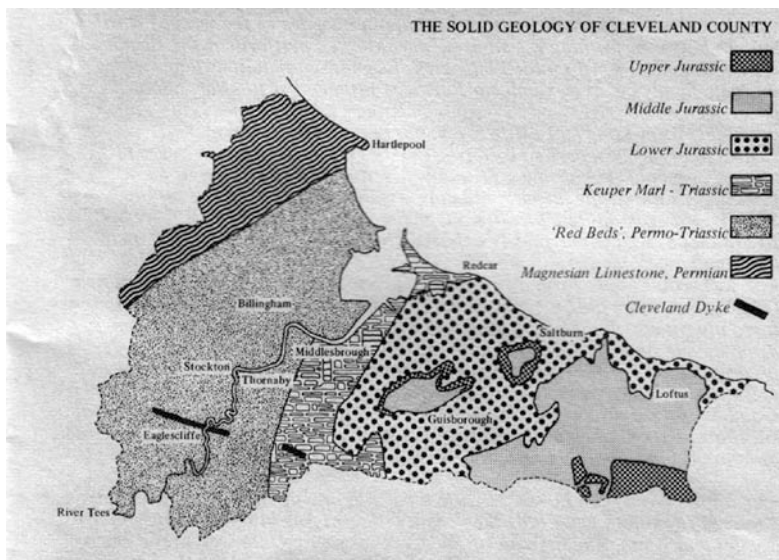 THE SOLID GEOLOGY OF CLEVELAND COUNTY
Upper Jurassic
Middle Jurassic
Lower Jurassic
Keuper Marl - Triassic
'Red Beds', Permo-Triassic
Magnesian Limestone, Permian
Cleveland Dyke
Hartlepool
Redcar
Billingham
Saltburn
Middlesbrough
Stockton
Thornaby
Loftus
Guisborough
Eaglescliffe
River Tees